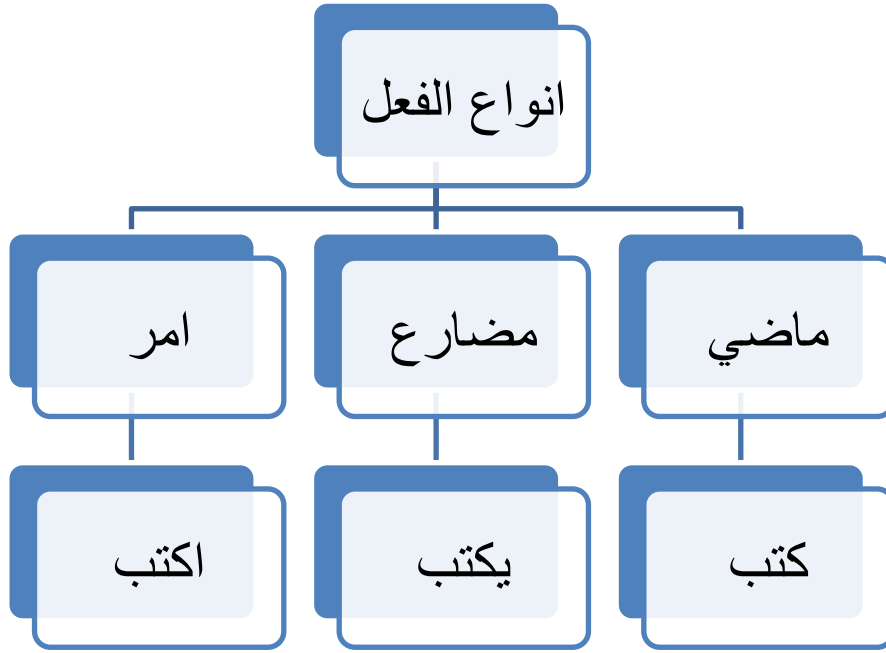 انواع الفعل
ماضي
مضارع
امر
كتب
يكتب
اكتب